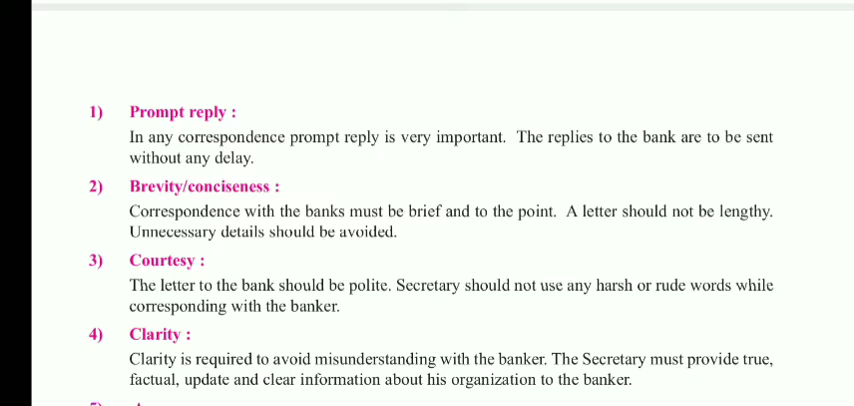 1) Prompt reply :
In any correspondence prompt reply is very important. The replies to the bank are to be sent
without any delay.
2) Brevity/conciseness :
Correspondence with the banks must be brief and to the point. A letter should not be lengthy.
Unnecessary details should be avoided.
3) Courtesy :
The letter to the bank should be polite. Secretary should not use any harsh or rude words while
corresponding with the banker.
4) Clarity :
Clarity is required to avoid misunderstanding with the banker. The Secretary must provide true,
factual, update and clear information about his organization to the banker.